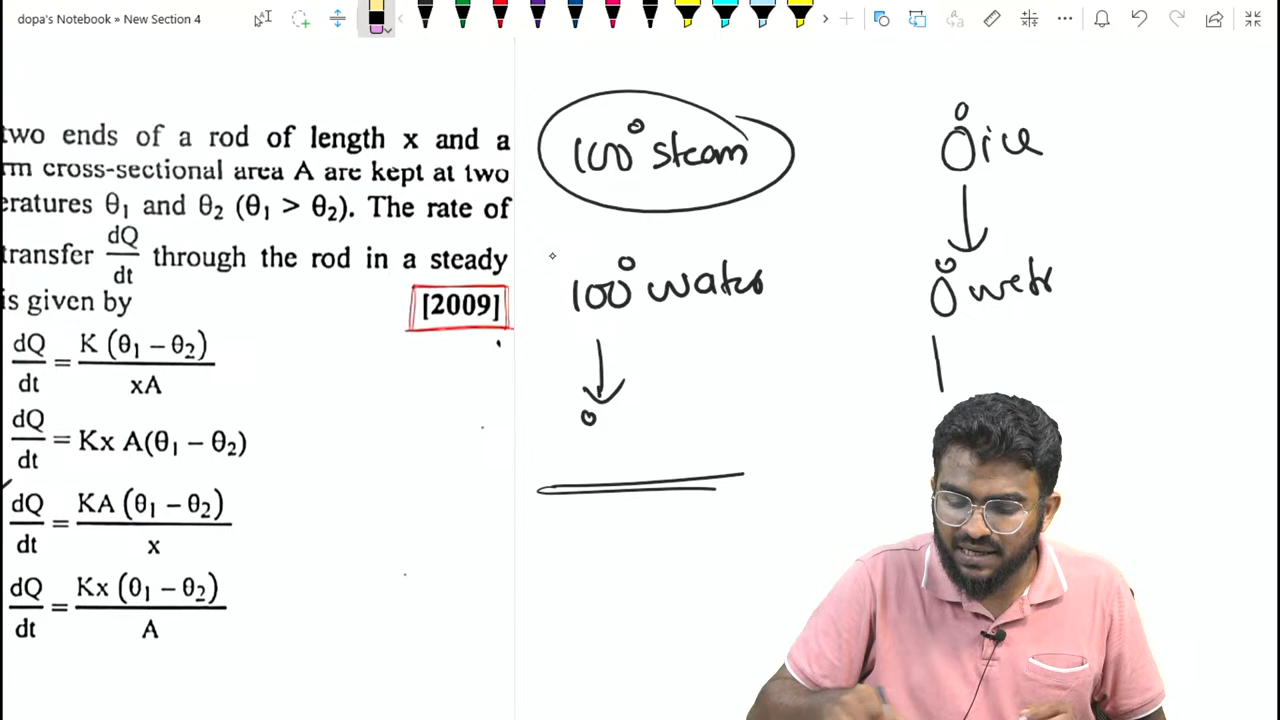 dopa's Notebook » New Section 4
two ends of a rod of length x and a
rm cross-sectional area A are kept at two
eratures θ₁ and θ₂ (θ₁ > θ₂). The rate of
transfer dQ/dt through the rod in a steady
is given by [2009]
dQ/dt = K (θ₁ – θ₂)/xA
dQ/dt = Kx A(θ₁ – θ₂)
dQ/dt = KA (θ₁ – θ₂)/x
dQ/dt = Kx (θ₁ – θ₂)/A
100° steam
100° water
0° ice
0°